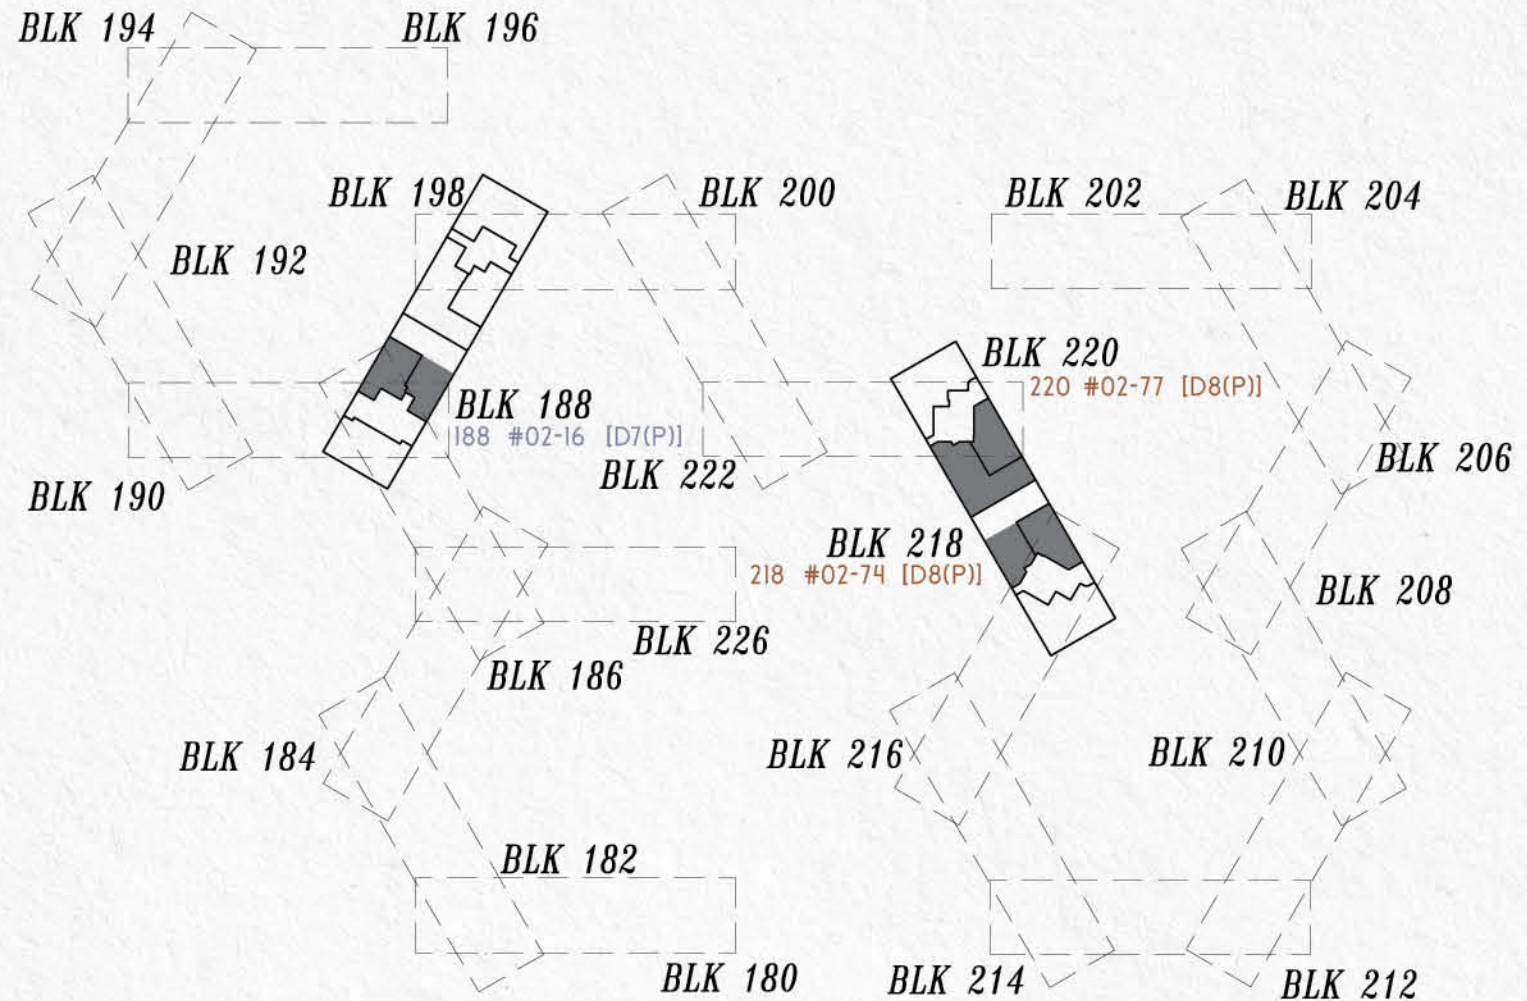 BLK 194
BLK 196
BLK 198
BLK 200
BLK 202
BLK 204
BLK 192
BLK 220
220 #02-77 [D8(P)]
BLK 188
188 #02-16 [D7(P)]
BLK 190
BLK 222
BLK 206
BLK 218
218 #02-74 [D8(P)]
BLK 208
BLK 226
BLK 186
BLK 184
BLK 216
BLK 210
BLK 182
BLK 180
BLK 214
BLK 212